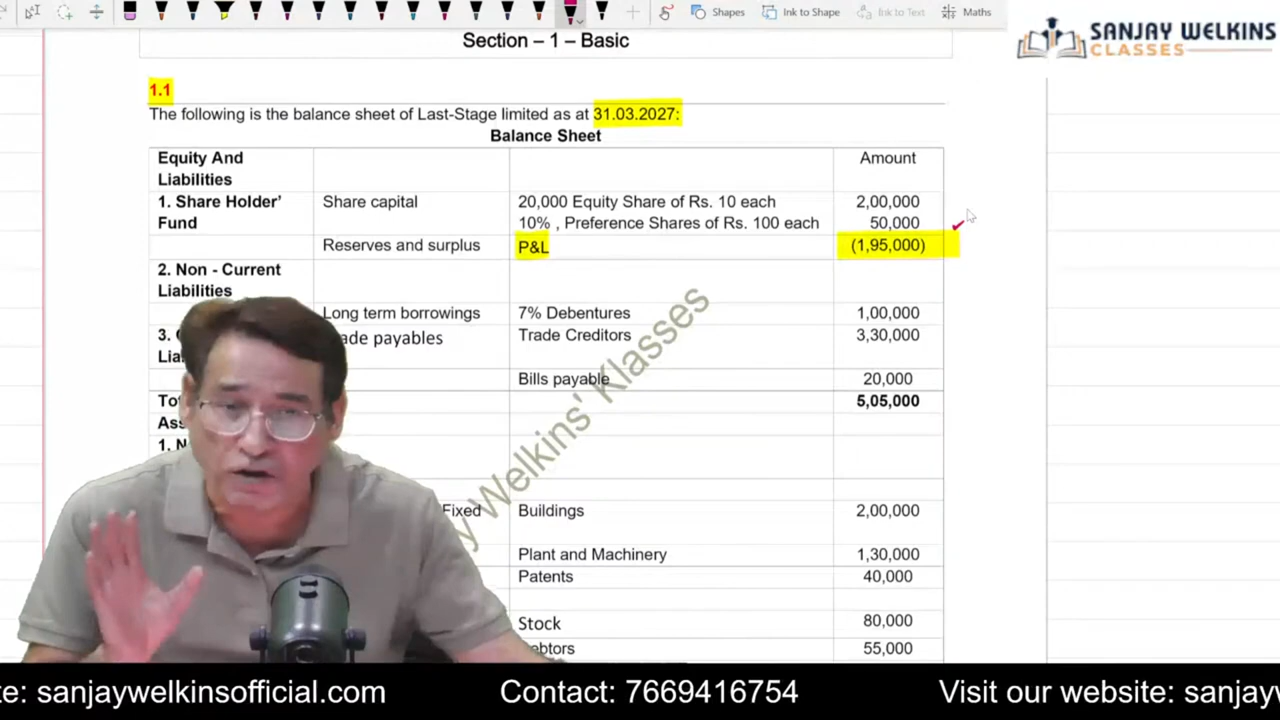 Shapes
Ink to Shape
Ink to Text
Maths
SANJAY WELKINS
CLASSES
Section – 1 – Basic
1.1
The following is the balance sheet of Last-Stage limited as at 31.03.2027:
Balance Sheet
Equity And Amount
Liabilities
1. Share Holder' Share capital 20,000 Equity Share of Rs. 10 each 2,00,000
Fund 10% , Preference Shares of Rs. 100 each 50,000
Reserves and surplus P&L (1,95,000)
2. Non - Current
Liabilities
Long term borrowings 7% Debentures 1,00,000
3. payables Trade Creditors 3,30,000
Bills payable 20,000
5,05,000
1.
Fixed Buildings 2,00,000
Plant and Machinery 1,30,000
Patents 40,000
Stock 80,000
55,000
Welkins' Klasses
sanjaywelkinsofficial.com Contact: 7669416754 Visit our website: